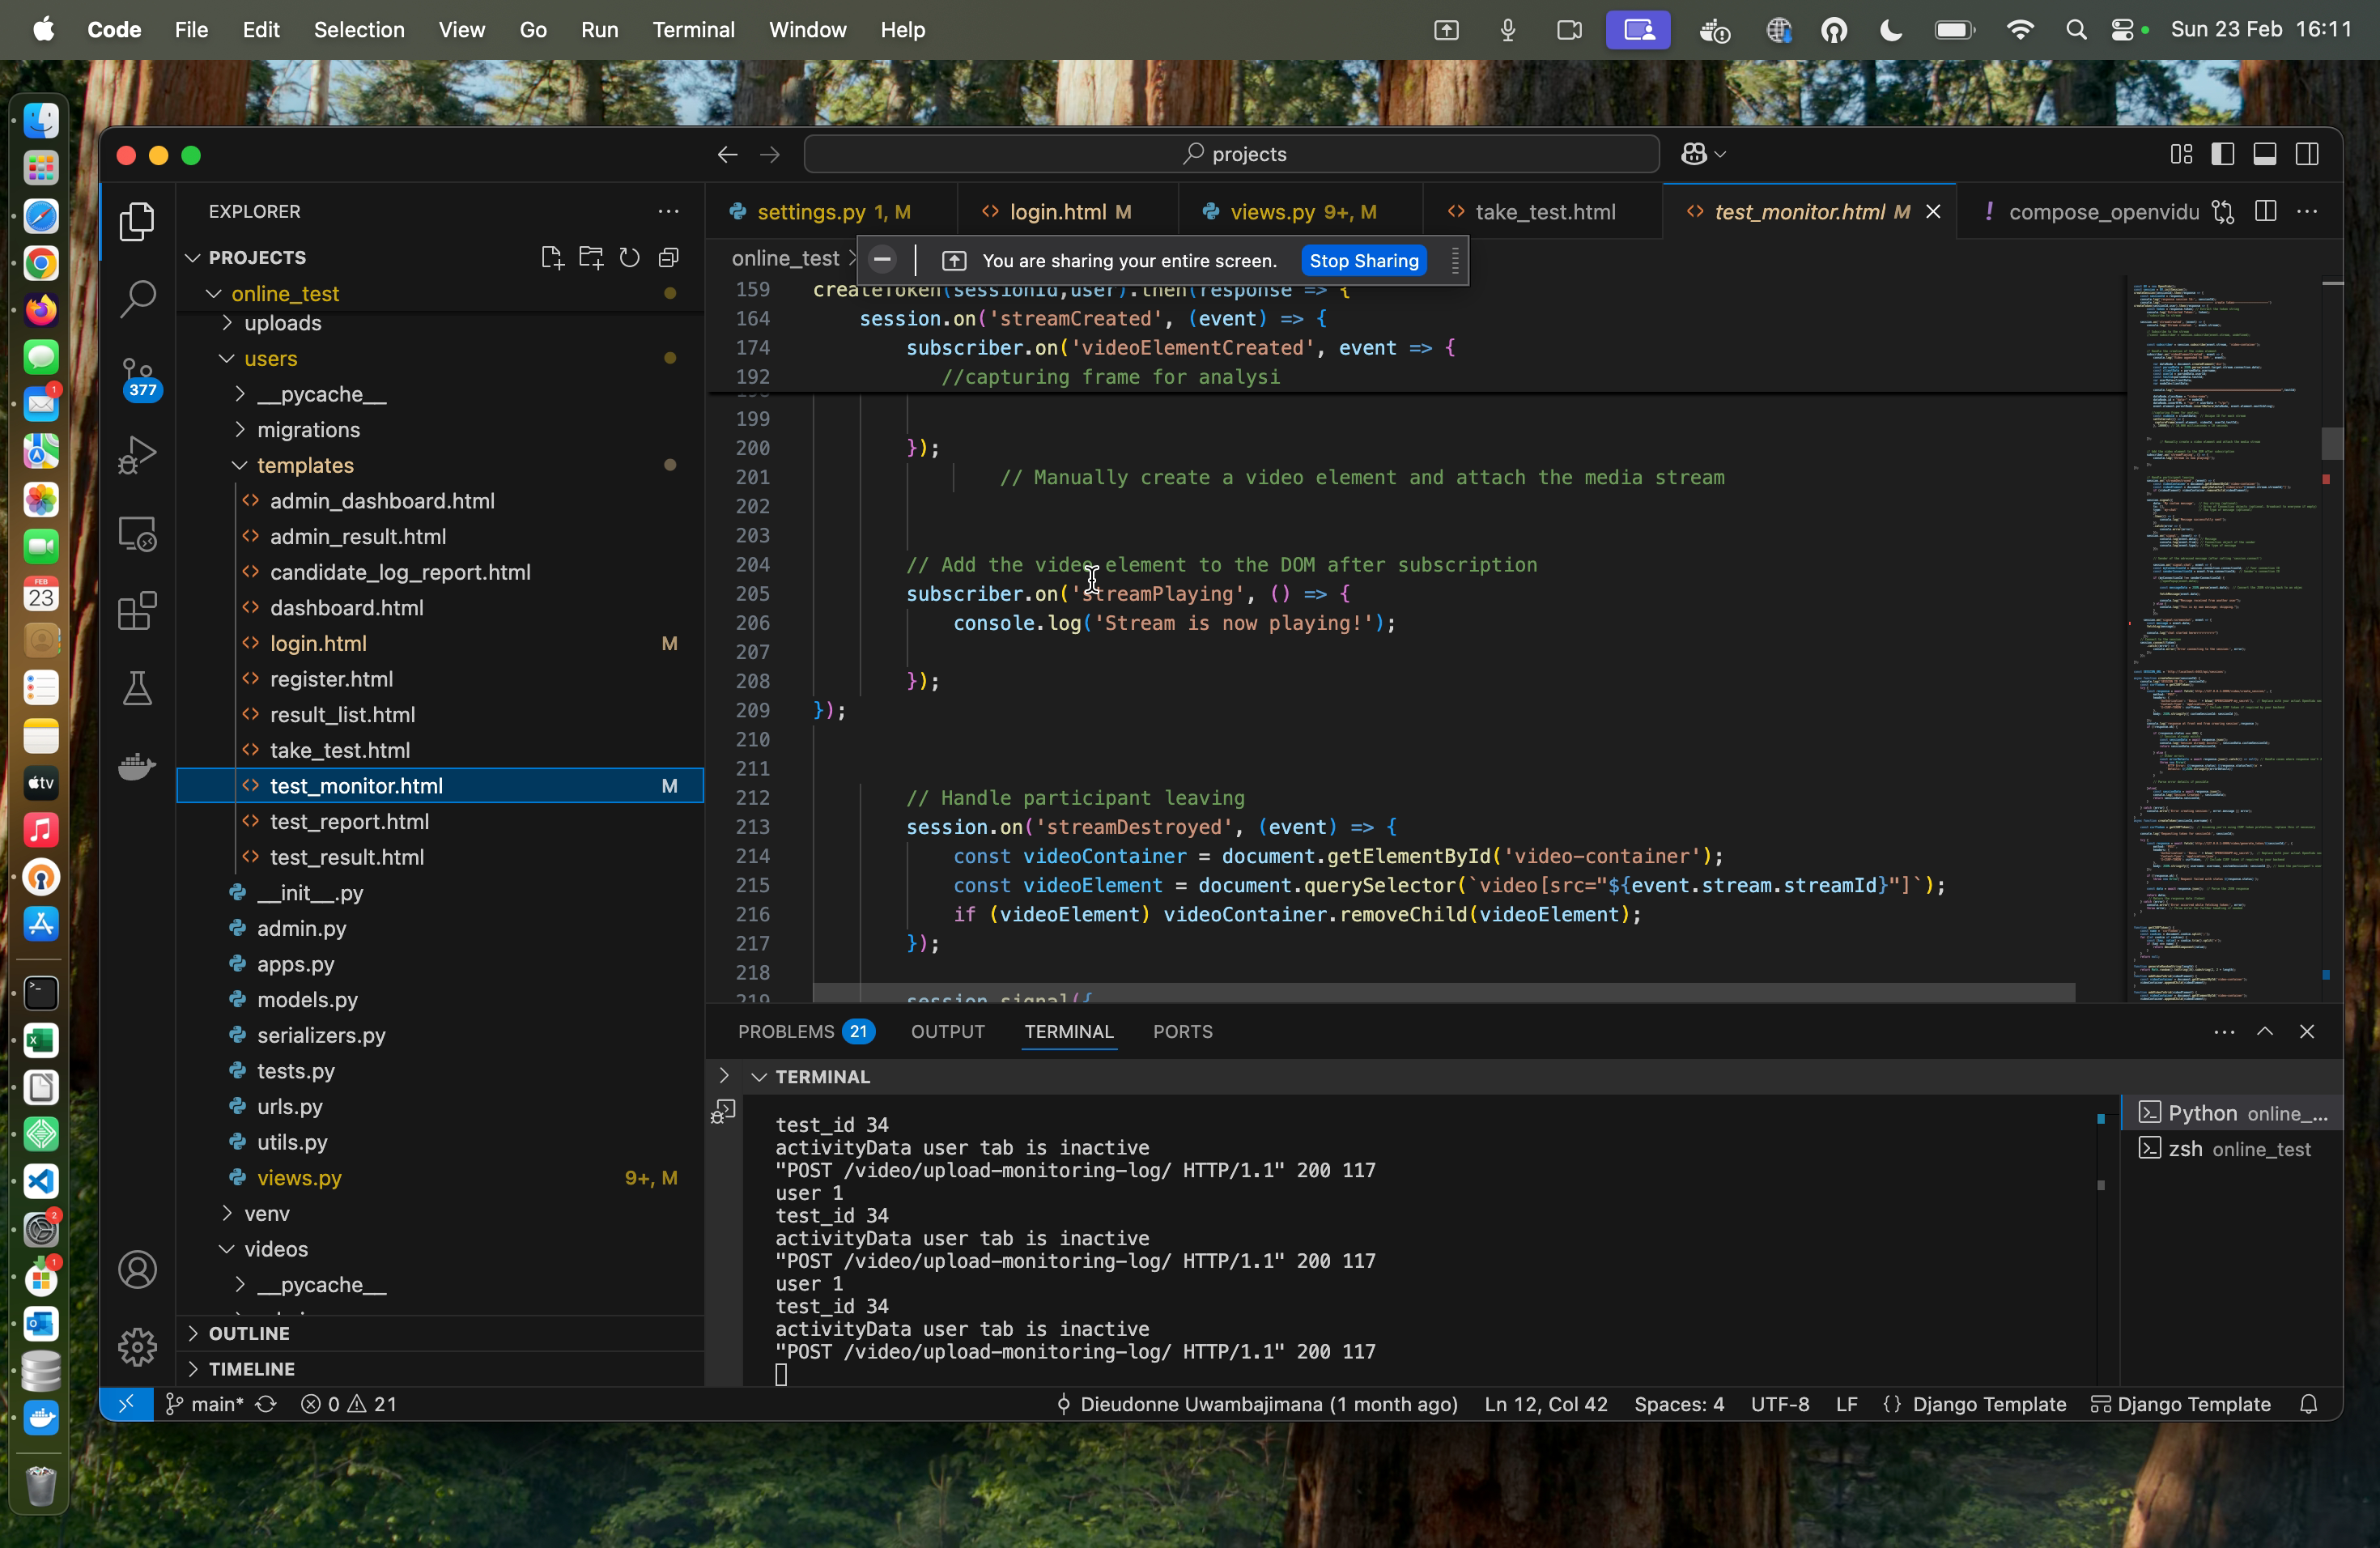 Code File Edit Selection View Go Run Terminal Window Help Sun 23 Feb 16:11
projects
EXPLORER
settings.py 1, M
login.html M
views.py 9+, M
take_test.html
test_monitor.html M
compose_openvidu
PROJECTS
online_test >
You are sharing your entire screen. Stop Sharing
online_test
uploads
users
__pycache__
migrations
templates
admin_dashboard.html
admin_result.html
candidate_log_report.html
dashboard.html
login.html M
register.html
result_list.html
take_test.html
test_monitor.html M
test_report.html
test_result.html
__init__.py
admin.py
apps.py
models.py
serializers.py
tests.py
urls.py
utils.py
views.py 9+, M
venv
videos
__pycache__
OUTLINE
TIMELINE
377
FEB
23
tv
1
2
1
159 createToken(sessionId,user).then(response => {
164 session.on('streamCreated', (event) => {
174 subscriber.on('videoElementCreated', event => {
192 //capturing frame for analysi
199
200 });
201 // Manually create a video element and attach the media stream
202
203
204 // Add the video element to the DOM after subscription
205 subscriber.on('streamPlaying', () => {
206 console.log('Stream is now playing!');
207
208 });
209 });
210
211
212 // Handle participant leaving
213 session.on('streamDestroyed', (event) => {
214 const videoContainer = document.getElementById('video-container');
215 const videoElement = document.querySelector(`video[src="${event.stream.streamId}"]`);
216 if (videoElement) videoContainer.removeChild(videoElement);
217 });
218
219 session.signal({
PROBLEMS 21 OUTPUT TERMINAL PORTS
TERMINAL
test_id 34
activityData user tab is inactive
"POST /video/upload-monitoring-log/ HTTP/1.1" 200 117
user 1
test_id 34
activityData user tab is inactive
"POST /video/upload-monitoring-log/ HTTP/1.1" 200 117
user 1
test_id 34
activityData user tab is inactive
"POST /video/upload-monitoring-log/ HTTP/1.1" 200 117
Python online_...
zsh online_test
main* 0 21 Dieudonne Uwambajimana (1 month ago) Ln 12, Col 42 Spaces: 4 UTF-8 LF {} Django Template Django Template